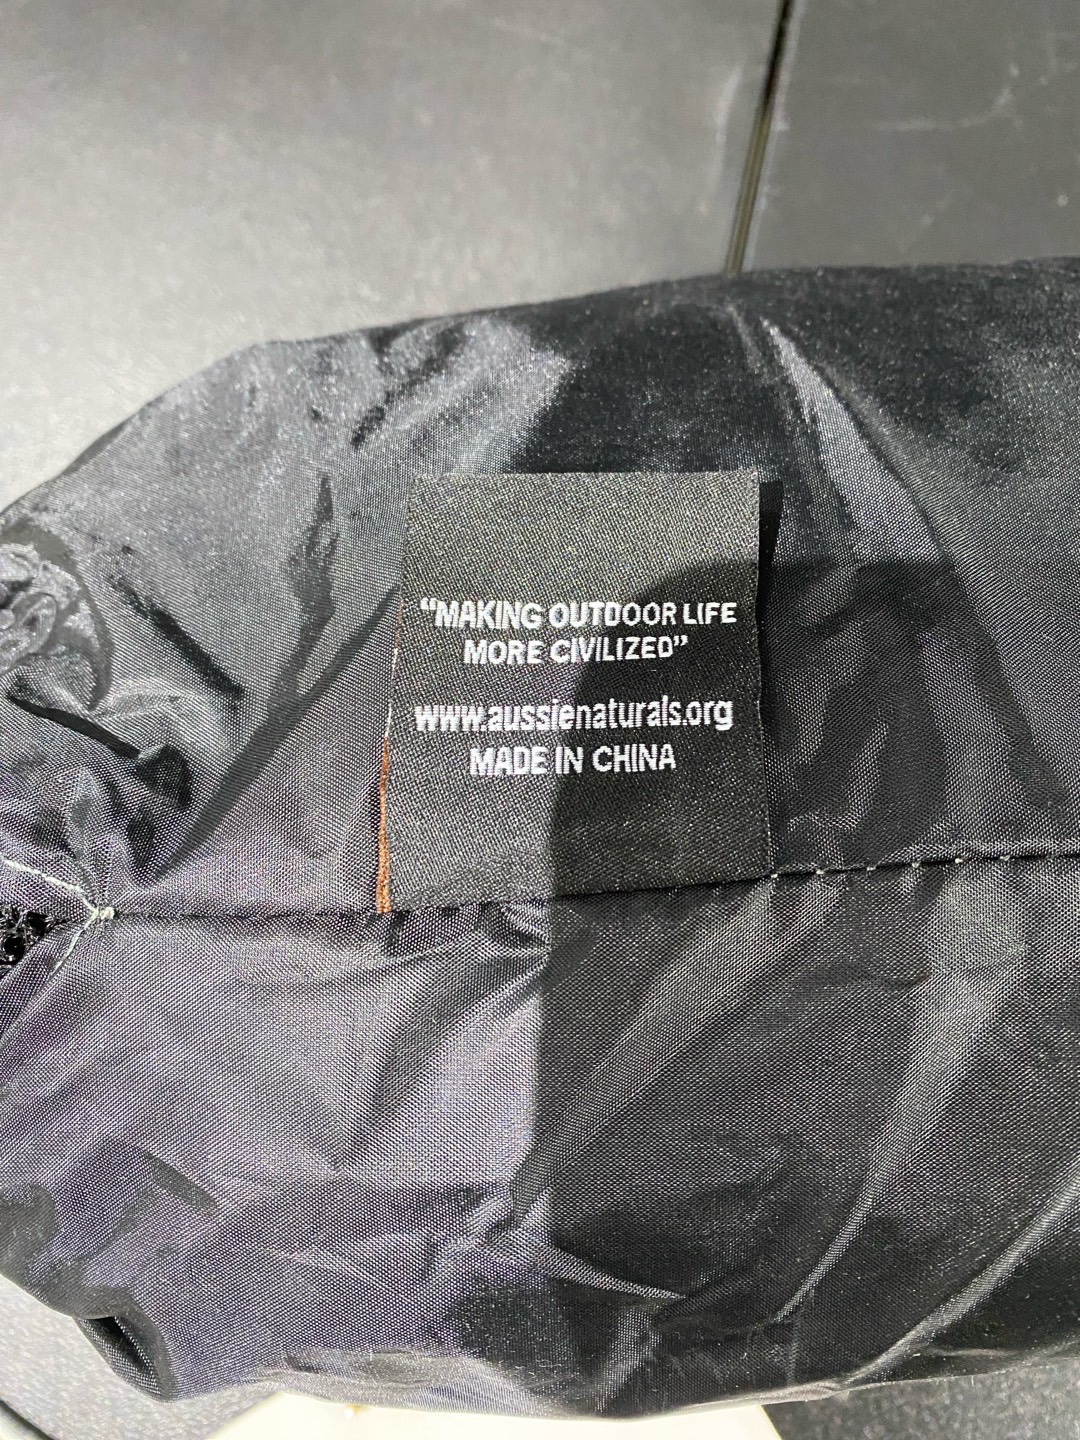 “MAKING OUTDOOR LIFE
MORE CIVILIZED”
www.aussienaturals.org
MADE IN CHINA